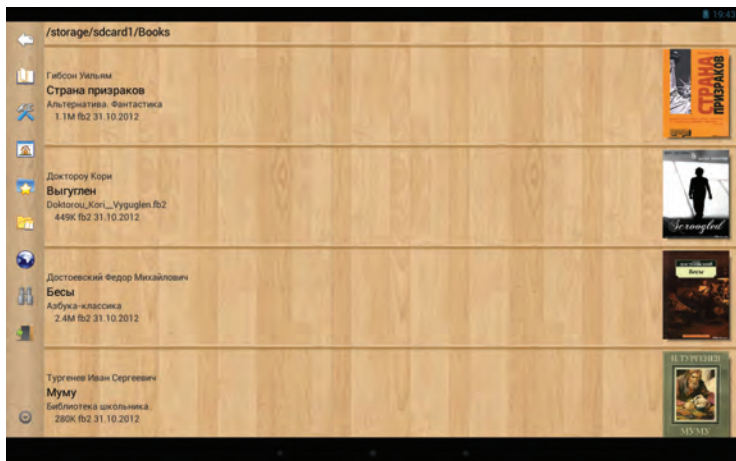 19:43
/storage/sdcard1/Books
Гибсон Уильям
Страна призраков
Альтернатива. Фантастика
1.1M fb2 31.10.2012
СТРАНА
ПРИЗРАКОВ
Доктороу Кори
Выгуглен
Doktorou_Kori__Vyguglen.fb2
449K fb2 31.10.2012
Scroogled
Достоевский Федор Михайлович
Бесы
Азбука-классика
2.4M fb2 31.10.2012
Бесы
Тургенев Иван Сергеевич
Муму
Библиотека школьника.
280K fb2 31.10.2012
И.ТУРГЕНЕВ
МУМУ